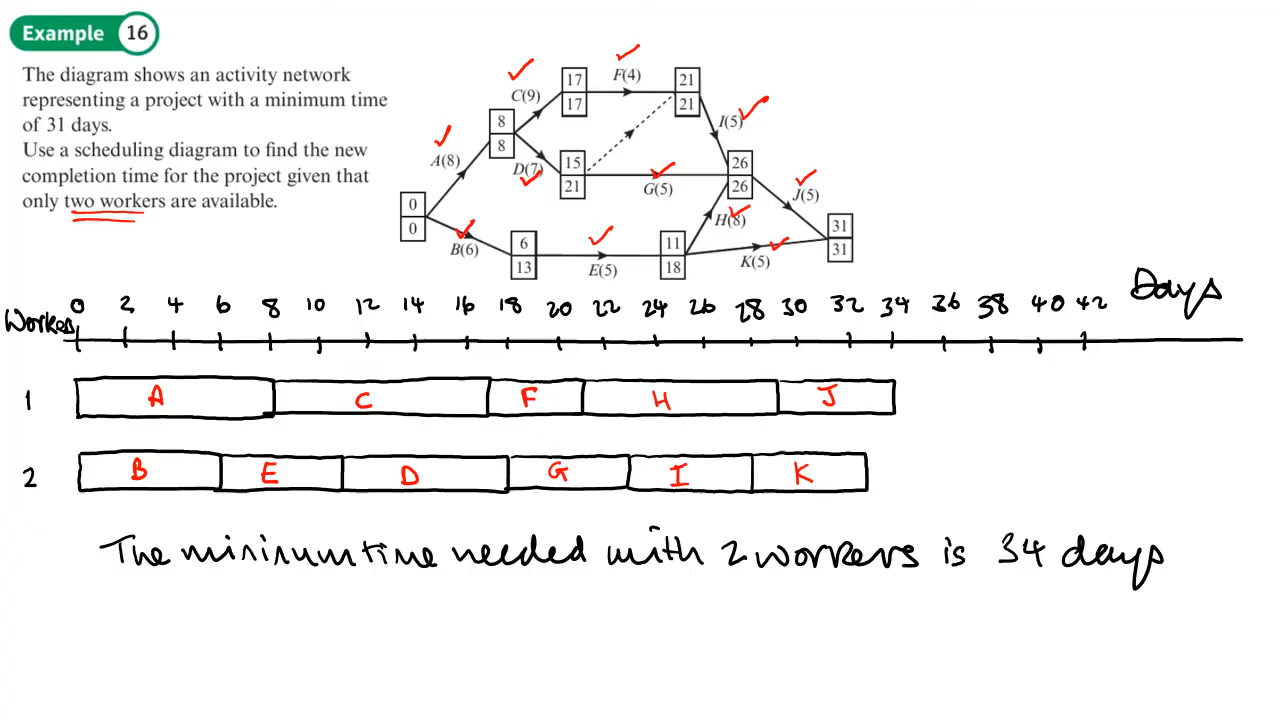 Example 16
The diagram shows an activity network
representing a project with a minimum time
of 31 days.
Use a scheduling diagram to find the new
completion time for the project given that
only two workers are available.
0
0
A(8)
B(6)
8
8
C(9)
D(7)
17
17
F(4)
21
21
15
21
G(5)
I(5)
26
26
J(5)
6
13
E(5)
11
18
H(8)
K(5)
31
31
Worker 0 2 4 6 8 10 12 14 16 18 20 22 24 26 28 30 32 34 36 38 40 42 Days
1 A C F H J
2 B E D G I K
The minimum time needed with 2 workers is 34 days